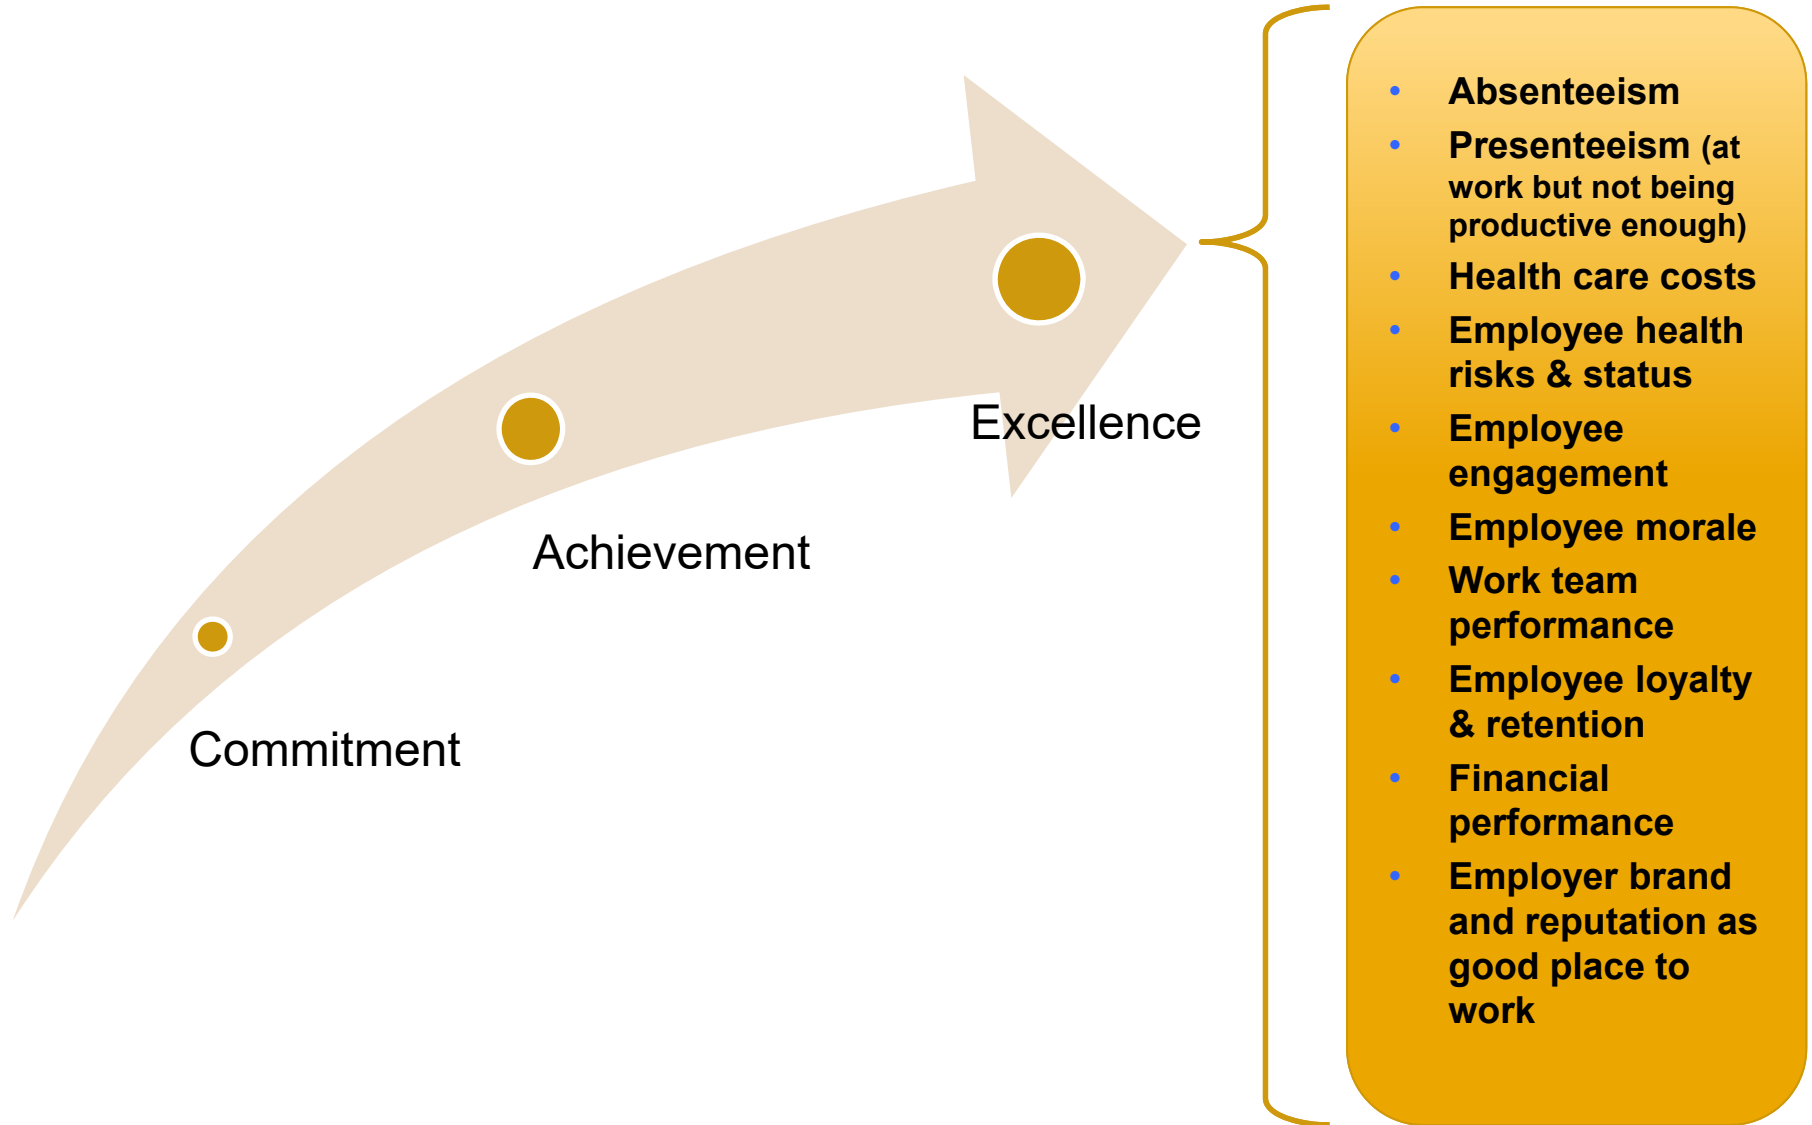 Commitment
Achievement
Excellence
• Absenteeism
• Presenteeism (at
work but not being
productive enough)
• Health care costs
• Employee health
risks & status
• Employee
engagement
• Employee morale
• Work team
performance
• Employee loyalty
& retention
• Financial
performance
• Employer brand
and reputation as
good place to
work